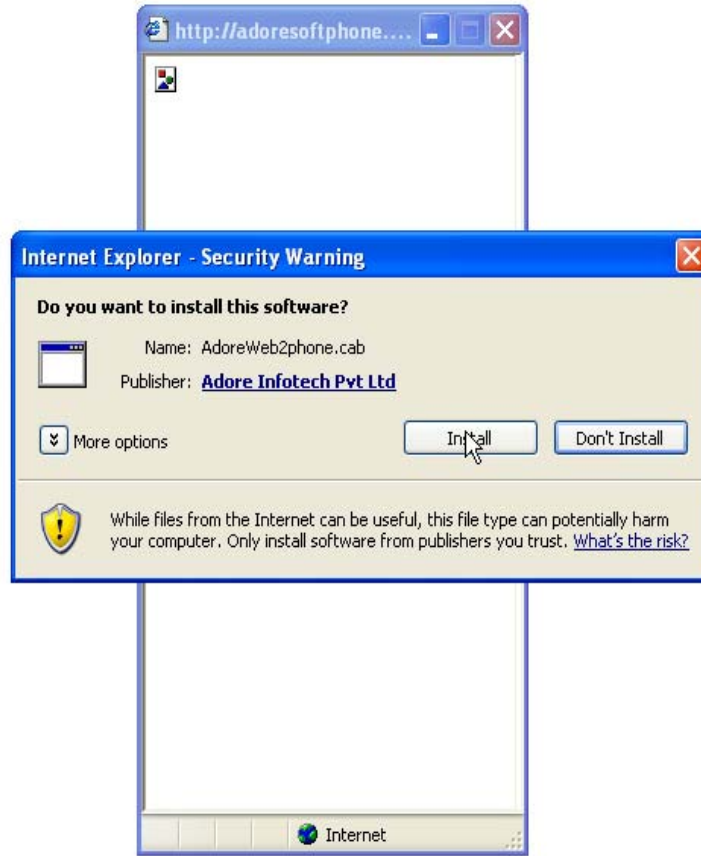 http://adoresoftphone....
Internet Explorer - Security Warning
Do you want to install this software?
Name: AdoreWeb2phone.cab
Publisher: Adore Infotech Pvt Ltd
More options
Install
Don't Install
While files from the Internet can be useful, this file type can potentially harm
your computer. Only install software from publishers you trust. What's the risk?
Internet